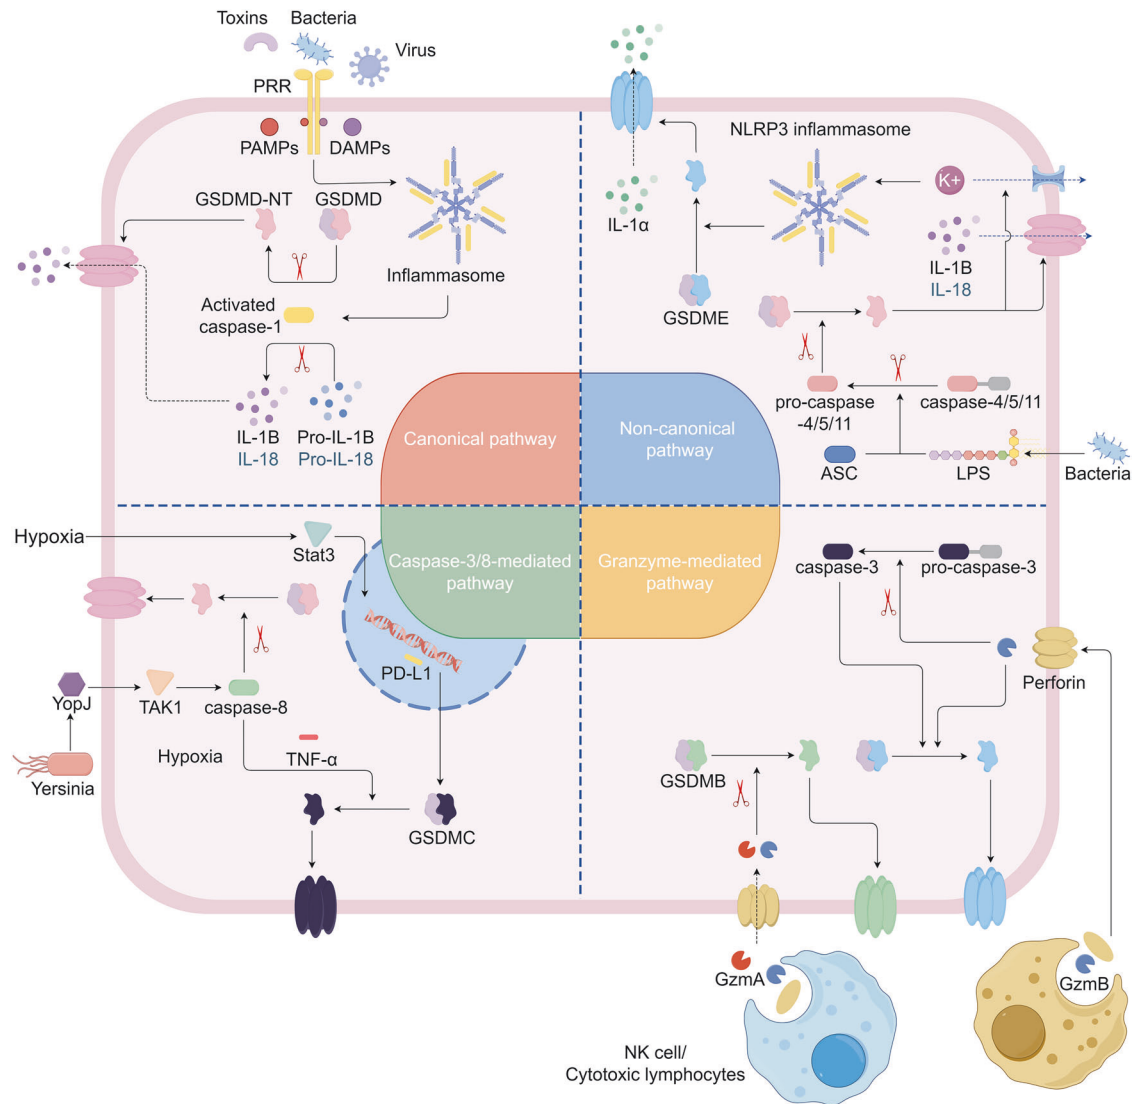 Toxins
Bacteria
Virus
PRR
PAMPs
DAMPs
GSDMD-NT
GSDMD
Inflammasome
Activated
caspase-1
IL-1B
IL-18
Pro-IL-1B
Pro-IL-18
Canonical pathway
IL-1α
NLRP3 inflammasome
K+
IL-1B
IL-18
GSDME
pro-caspase
-4/5/11
caspase-4/5/11
ASC
LPS
Bacteria
Non-canonical
pathway
Hypoxia
Stat3
Caspase-3/8-mediated
pathway
PD-L1
YopJ
TAK1
caspase-8
Hypoxia
TNF-α
Yersinia
GSDMC
Granzyme-mediated
pathway
caspase-3
pro-caspase-3
Perforin
GSDMB
GzmA
GzmB
NK cell/
Cytotoxic lymphocytes